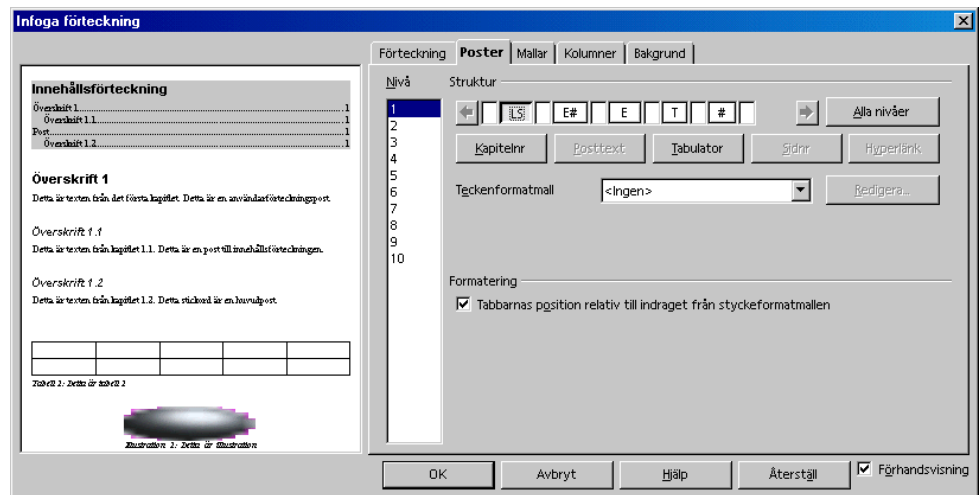 Infoga förteckning
Förteckning Poster Mallar Kolumner Bakgrund
Innehållsförteckning
Överskrift 1 1
Överskrift 1.1 1
Post 1
Överskrift 1.2 1
Överskrift 1
Detta är texten från det första kapitlet. Detta är en användarförteckningspost.
Överskrift 1.1
Detta är texten från kapitlet 1.1. Detta är en post till innehållsförteckningen.
Överskrift 1.2
Detta är texten från kapitlet 1.2. Detta stickord är en huvudpost.
Tabell 1: Detta är tabell 1
Illustration 1: Detta är Illustration
Nivå
1
2
3
4
5
6
7
8
9
10
Struktur
LS E# E T # Alla nivåer
Kapitelnr Posttext Tabulator Sidnr Hyperlänk
Teckenformatmall <Ingen> Redigera...
Formatering
Tabbarnas position relativ till indraget från styckeformatmallen
OK Avbryt Hjälp Återställ Förhandsvisning